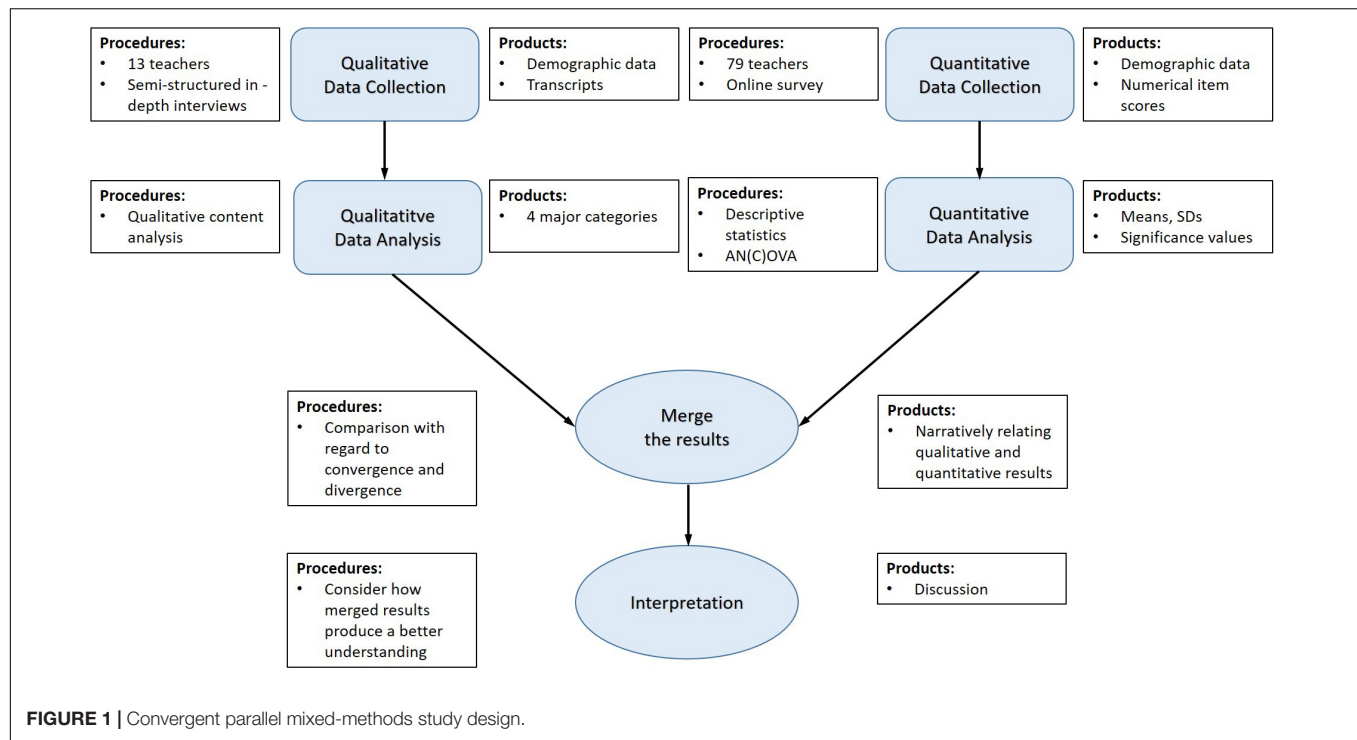 Procedures:
• 13 teachers
• Semi-structured in -
depth interviews
Qualitative
Data Collection
Products:
• Demographic data
• Transcripts
Procedures:
• 79 teachers
• Online survey
Quantitative
Data Collection
Products:
• Demographic data
• Numerical item
scores
Procedures:
• Qualitative content
analysis
Qualitatitve
Data Analysis
Products:
• 4 major categories
Procedures:
• Descriptive
statistics
• AN(C)OVA
Quantitative
Data Analysis
Products:
• Means, SDs
• Significance values
Procedures:
• Comparison with
regard to
convergence and
divergence
Merge
the results
Products:
• Narratively relating
qualitative and
quantitative results
Procedures:
• Consider how
merged results
produce a better
understanding
Interpretation
Products:
• Discussion
FIGURE 1 | Convergent parallel mixed-methods study design.